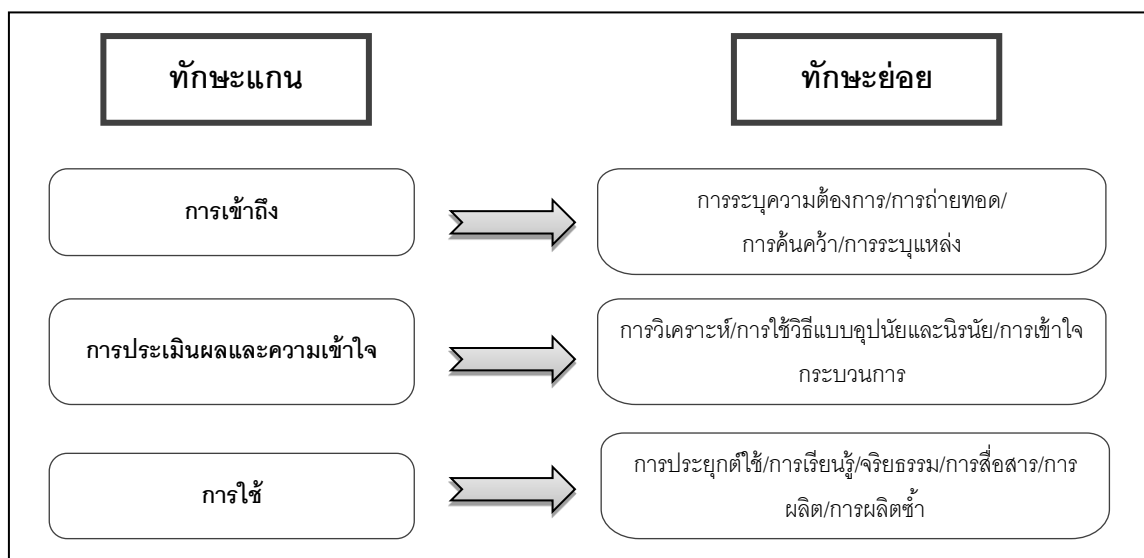 ทักษะแกน
ทักษะย่อย
การเข้าถึง
การระบุความต้องการ/การถ่ายทอด/
การค้นคว้า/การระบุแหล่ง
การประเมินผลและความเข้าใจ
การวิเคราะห์/การใช้วิธีแบบอุปนัยและนิรนัย/การเข้าใจ
กระบวนการ
การใช้
การประยุกต์ใช้/การเรียนรู้/จริยธรรม/การสื่อสาร/การ
ผลิต/การผลิตซ้ำ